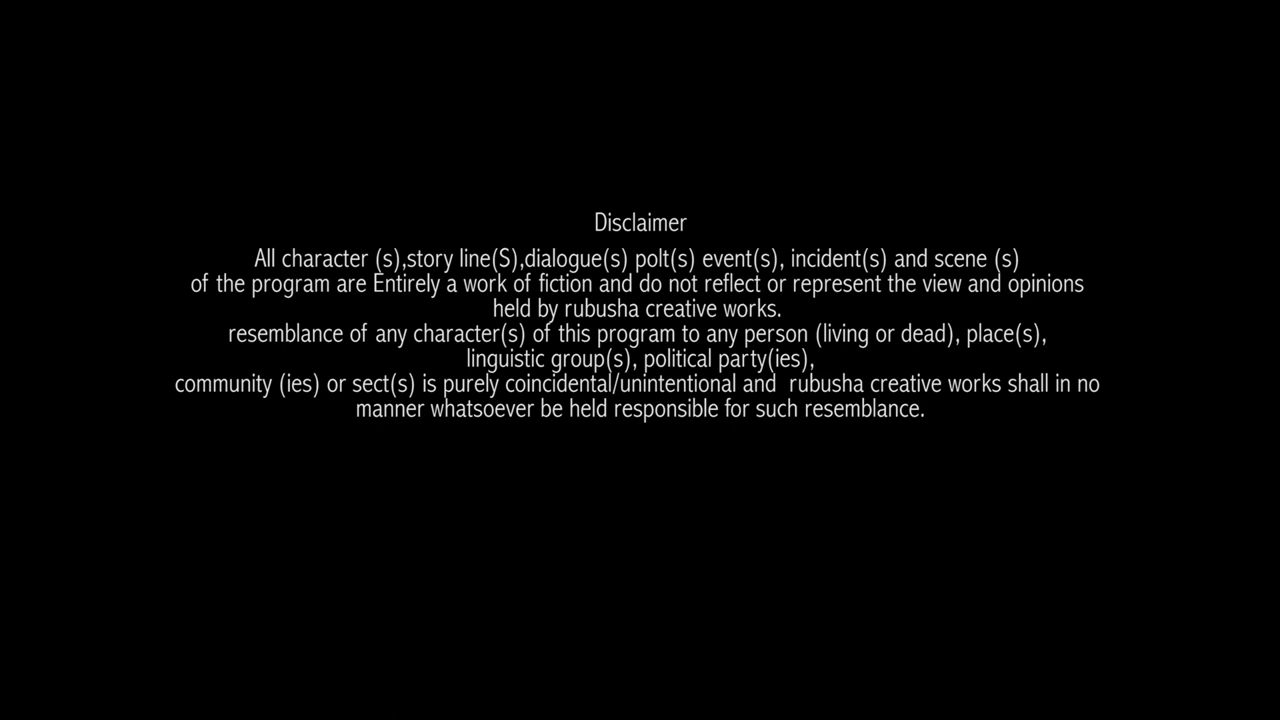 Disclaimer
All character (s),story line(S),dialogue(s) polt(s) event(s), incident(s) and scene (s)
of the program are Entirely a work of fiction and do not reflect or represent the view and opinions
held by rubusha creative works.
resemblance of any character(s) of this program to any person (living or dead), place(s),
linguistic group(s), political party(ies),
community (ies) or sect(s) is purely coincidental/unintentional and  rubusha creative works shall in no
manner whatsoever be held responsible for such resemblance.